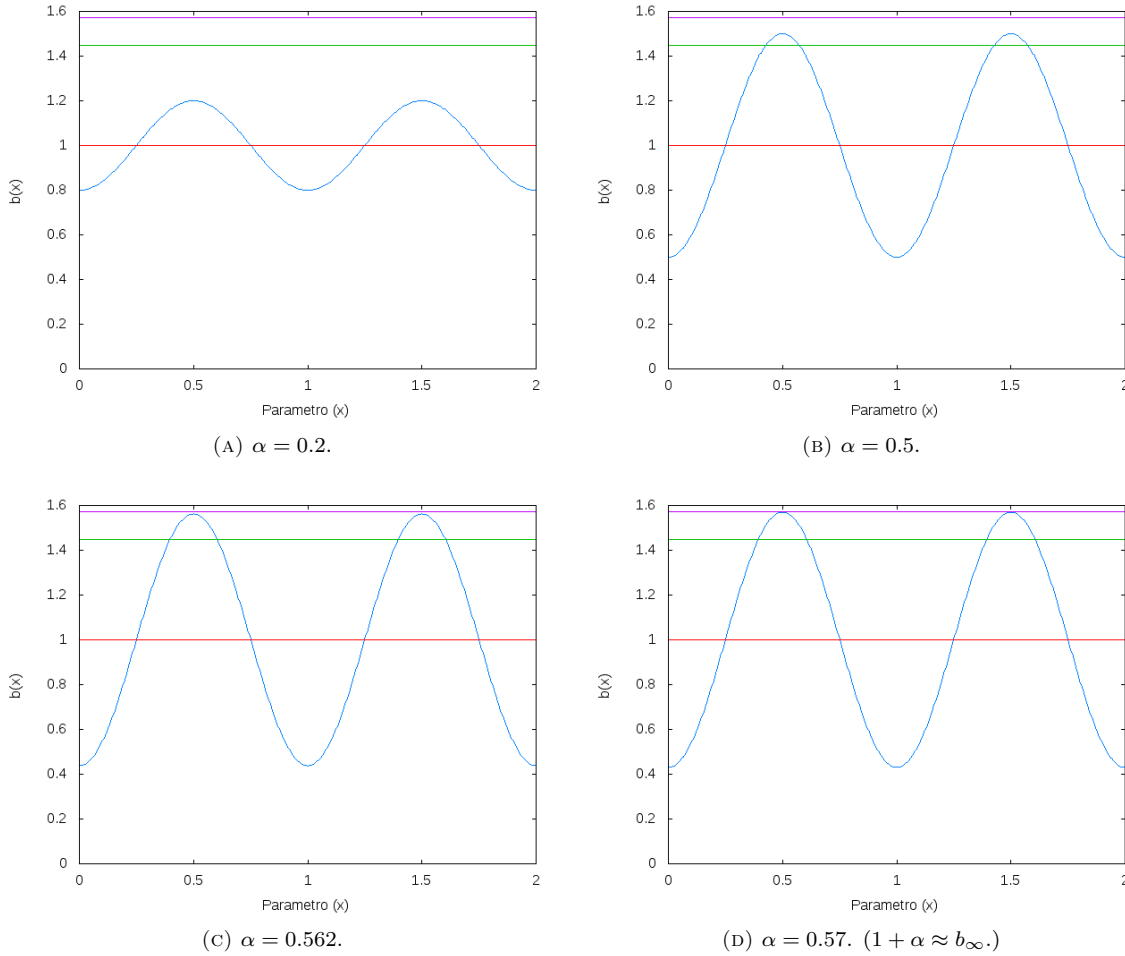 1.6
1.4
1.2
1
0.8
0.6
0.4
0.2
0
b(x)
0 0.5 1 1.5 2
Parametro (x)
(A) α = 0.2.
1.6
1.4
1.2
1
0.8
0.6
0.4
0.2
0
b(x)
0 0.5 1 1.5 2
Parametro (x)
(B) α = 0.5.
1.6
1.4
1.2
1
0.8
0.6
0.4
0.2
0
b(x)
0 0.5 1 1.5 2
Parametro (x)
(C) α = 0.562.
1.6
1.4
1.2
1
0.8
0.6
0.4
0.2
0
b(x)
0 0.5 1 1.5 2
Parametro (x)
(D) α = 0.57. (1 + α ≈ b∞.)